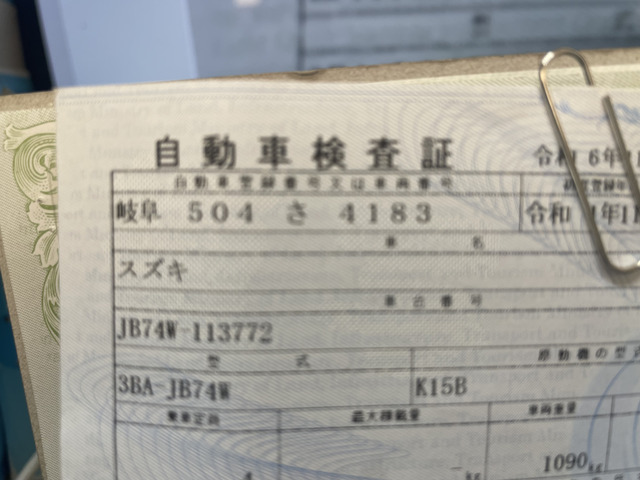 自動車検査証
令和 6年
自動車登録番号又は車両番号
岐阜 504 さ 4183 令和
車名
スズキ
車台番号
JB74W-113772
型式 原動機の型式
3BA-JB74W K15B
乗車定員 最大積載量 車両重量
4 - kg 1090kg